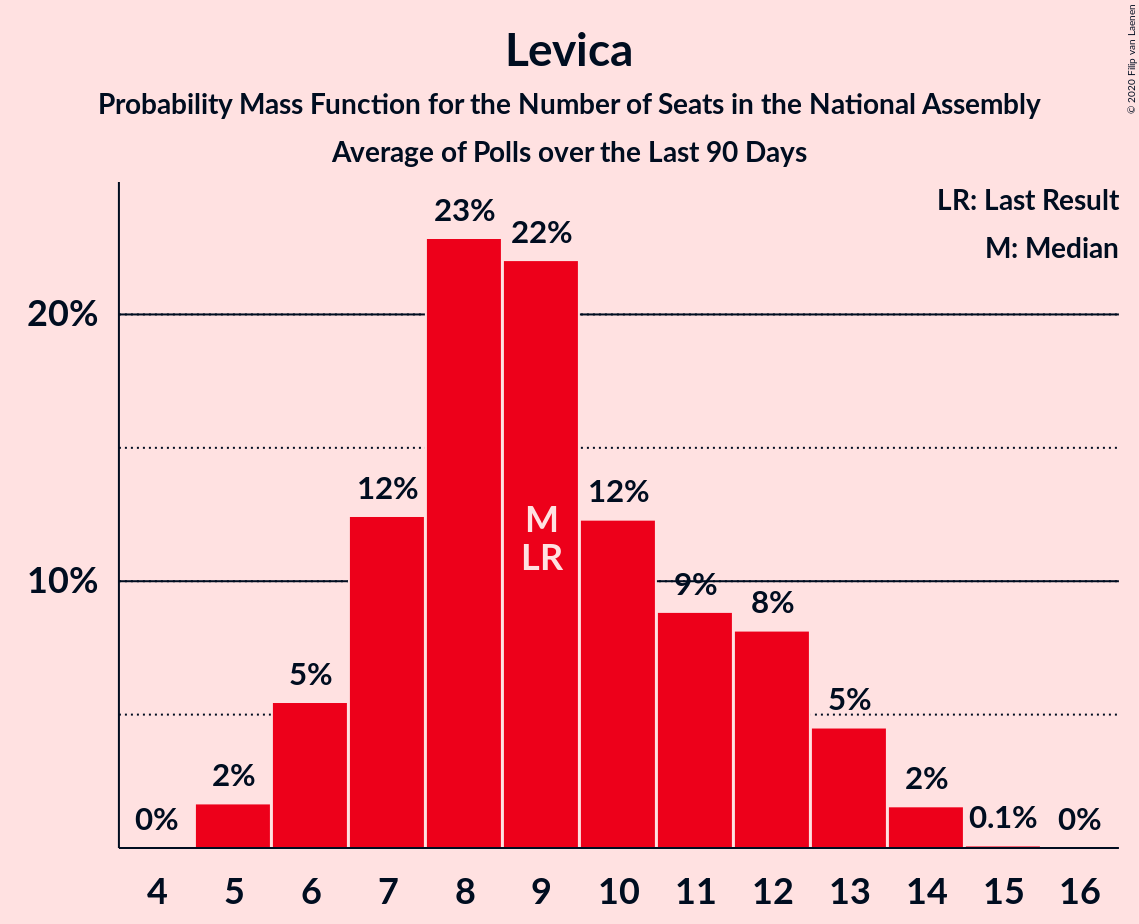 Levica
Probability Mass Function for the Number of Seats in the National Assembly
Average of Polls over the Last 90 Days
© 2020 Filip van Laenen
LR: Last Result
M: Median
20%
10%
0%
2%
5%
12%
23%
22%
12%
9%
8%
5%
2%
0.1%
0%
M
LR
4 5 6 7 8 9 10 11 12 13 14 15 16